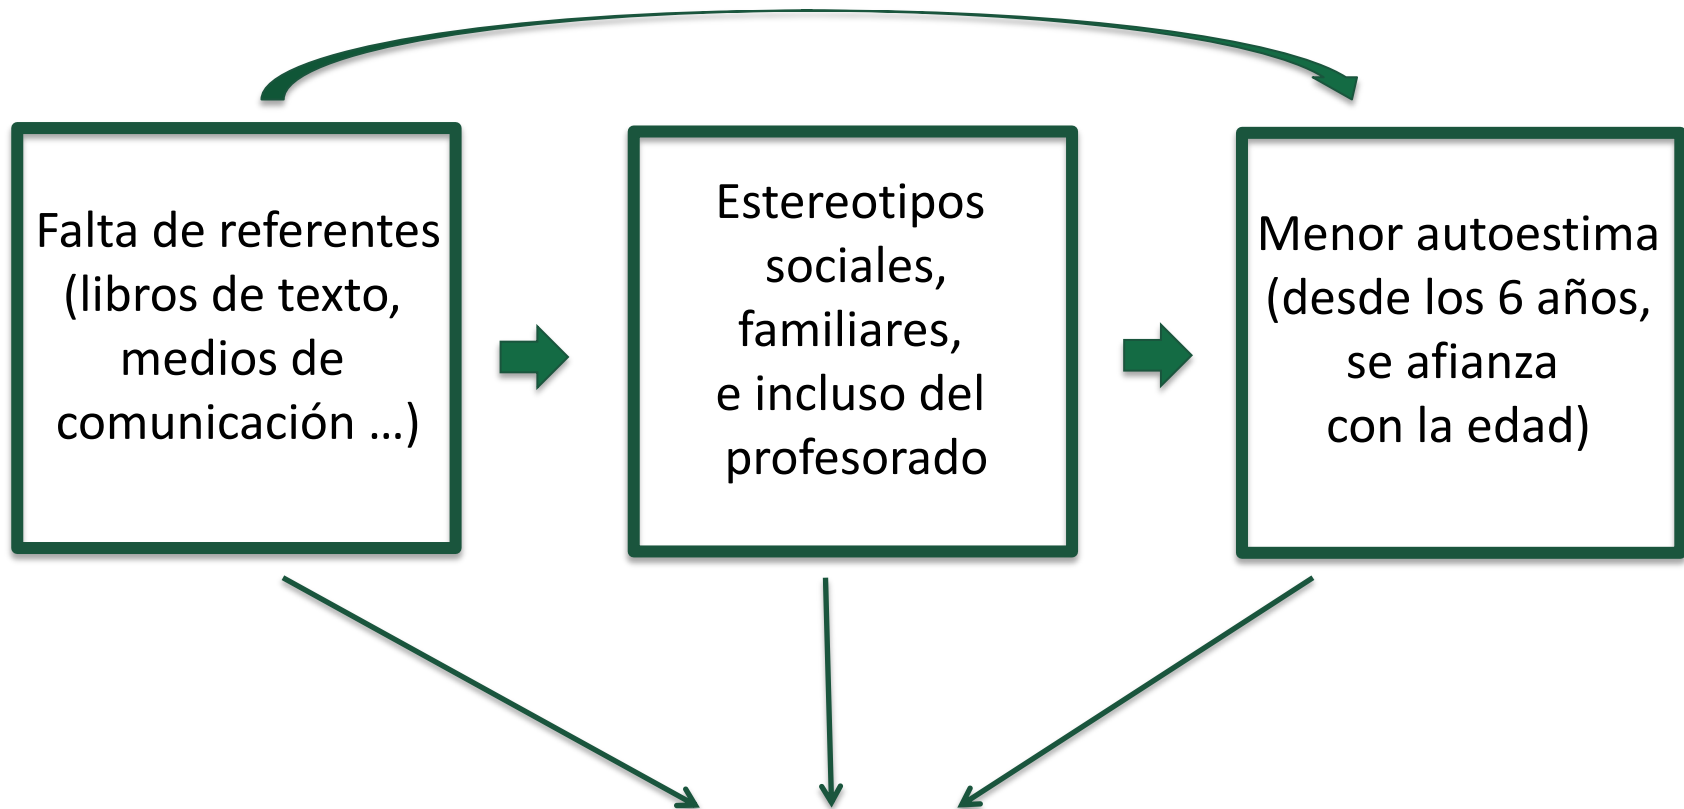 Falta de referentes
(libros de texto,
medios de
comunicación ...)
Estereotipos
sociales,
familiares,
e incluso del
profesorado
Menor autoestima
(desde los 6 años,
se afianza
con la edad)